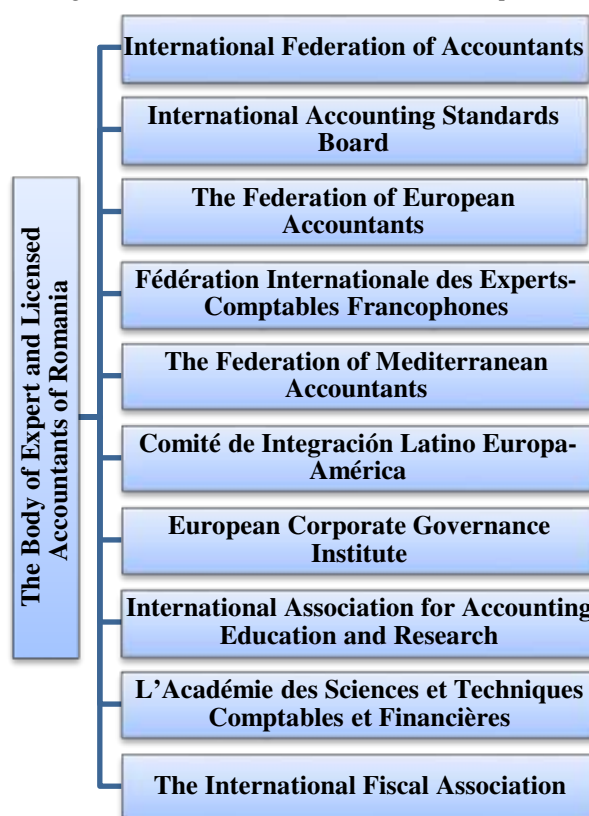 International Federation of Accountants
International Accounting Standards
Board
The Federation of European
Accountants
Fédération Internationale des Experts-
Comptables Francophones
The Federation of Mediterranean
Accountants
Comité de Integración Latino Europa-
América
European Corporate Governance
Institute
International Association for Accounting
Education and Research
L’Académie des Sciences et Techniques
Comptables et Financières
The International Fiscal Association
The Body of Expert and Licensed
Accountants of Romania